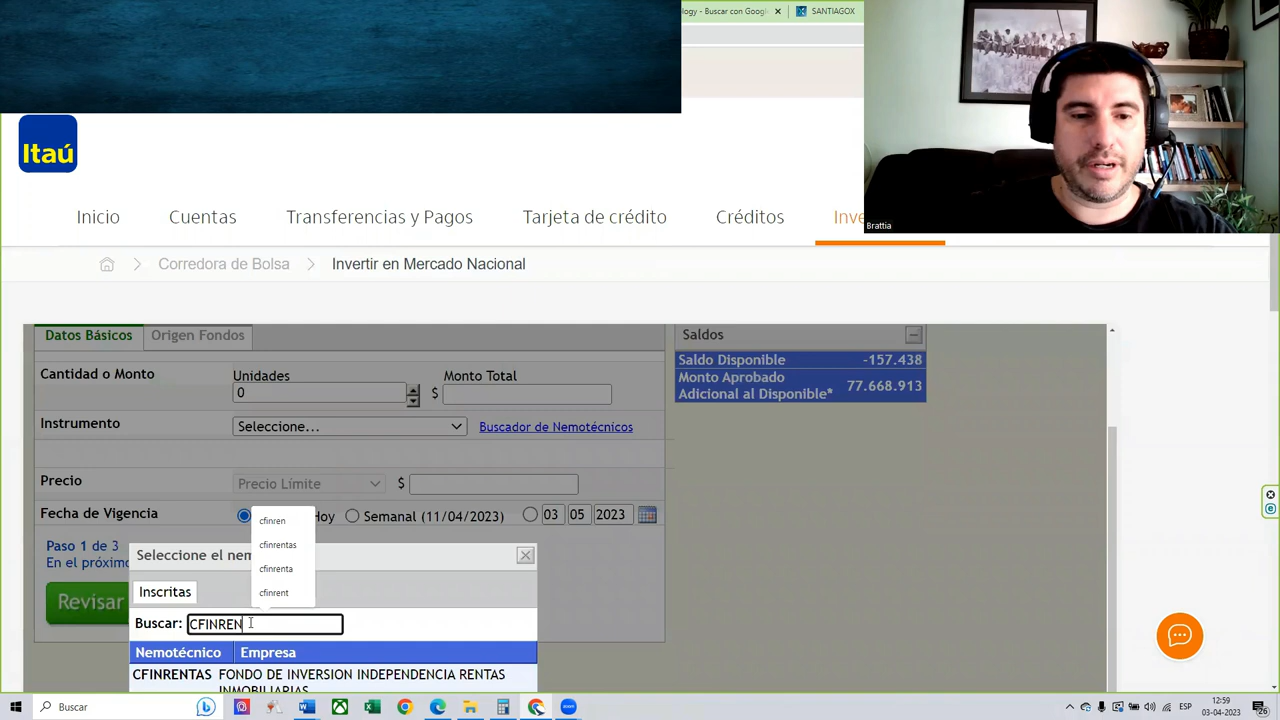 ology - Buscar con Google
SANTIAGOX
Itaú
Brattia
Inicio
Cuentas
Transferencias y Pagos
Tarjeta de crédito
Créditos
Inve
Corredora de Bolsa
Invertir en Mercado Nacional
Datos Básicos
Origen Fondos
Saldos
Saldo Disponible -157.438
Monto Aprobado
Adicional al Disponible* 77.668.913
Cantidad o Monto
Unidades
Monto Total
0
$
Instrumento
Seleccione...
Buscador de Nemotécnicos
Precio
Precio Límite
$
Fecha de Vigencia
Hoy
Semanal (11/04/2023)
03 05 2023
cfinren
cfinrentas
cfinrenta
cfinrent
Paso 1 de 3
En el próximo
Revisar
Seleccione el nem
Inscritas
Buscar: CFINREN
Nemotécnico Empresa
CFINRENTAS FONDO DE INVERSION INDEPENDENCIA RENTAS
INMOBILIARIAS
Buscar
ESP
12:59
03-04-2023
26